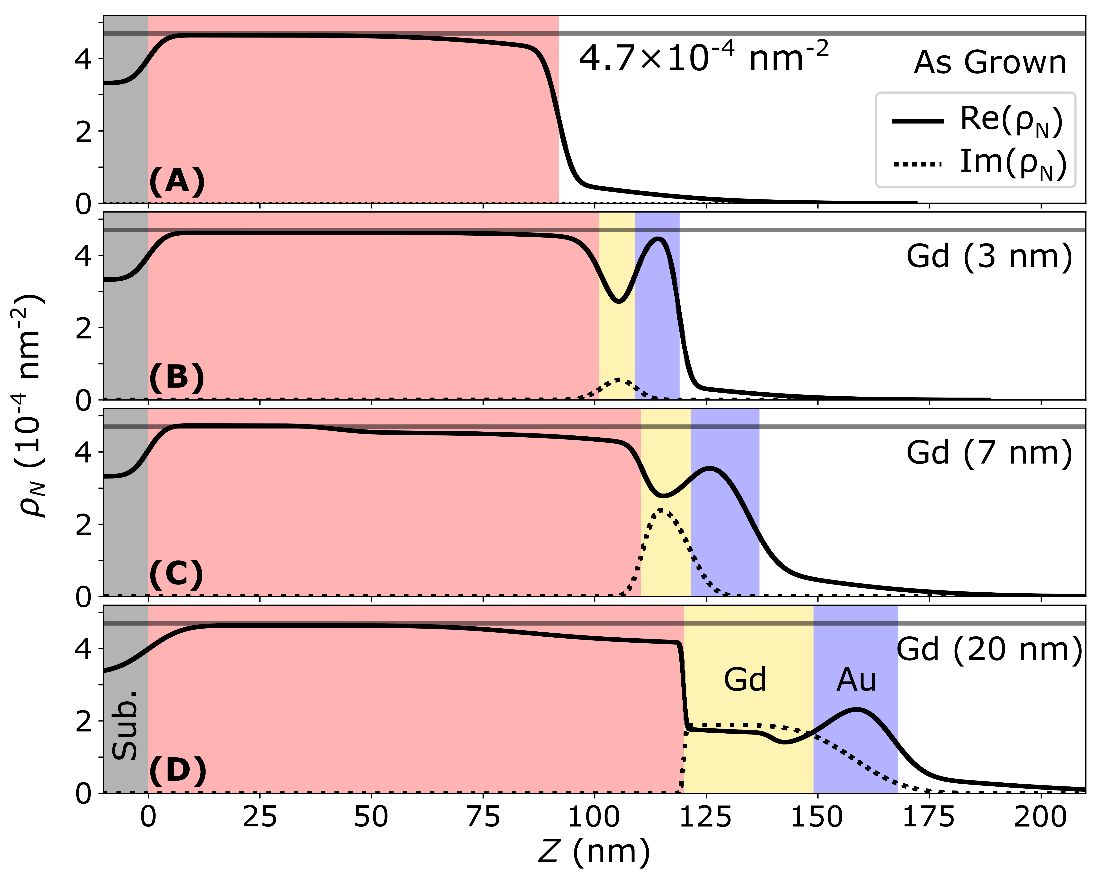 4.7×10⁻⁴ nm⁻²
As Grown
Re(ρN)
Im(ρN)
(A)
4
2
0
Gd (3 nm)
(B)
4
2
0
Gd (7 nm)
(C)
4
2
0
Gd (20 nm)
Gd
Au
Sub.
(D)
4
2
0
0
25
50
75
100
125
150
175
200
Z (nm)
ρN (10⁻⁴ nm⁻²)